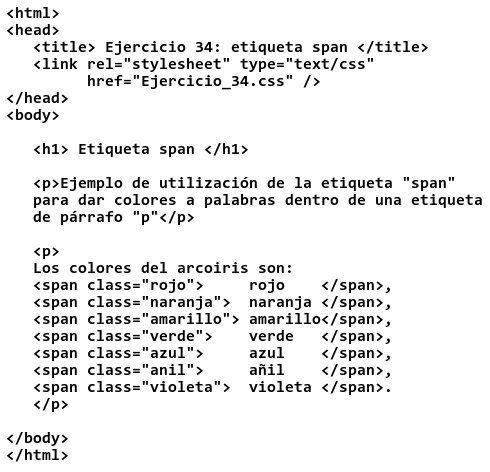 <html>
<head>
   <title> Ejercicio 34: etiqueta span </title>
   <link rel="stylesheet" type="text/css"
         href="Ejercicio_34.css" />
</head>
<body>

   <h1> Etiqueta span </h1>

   <p>Ejemplo de utilización de la etiqueta "span"
   para dar colores a palabras dentro de una etiqueta
   de párrafo "p"</p>

   <p>
   Los colores del arcoiris son:
   <span class="rojo">     rojo    </span>,
   <span class="naranja">  naranja </span>,
   <span class="amarillo"> amarillo</span>,
   <span class="verde">    verde   </span>,
   <span class="azul">     azul    </span>,
   <span class="anil">     añil    </span>,
   <span class="violeta">  violeta </span>.
   </p>

</body>
</html>